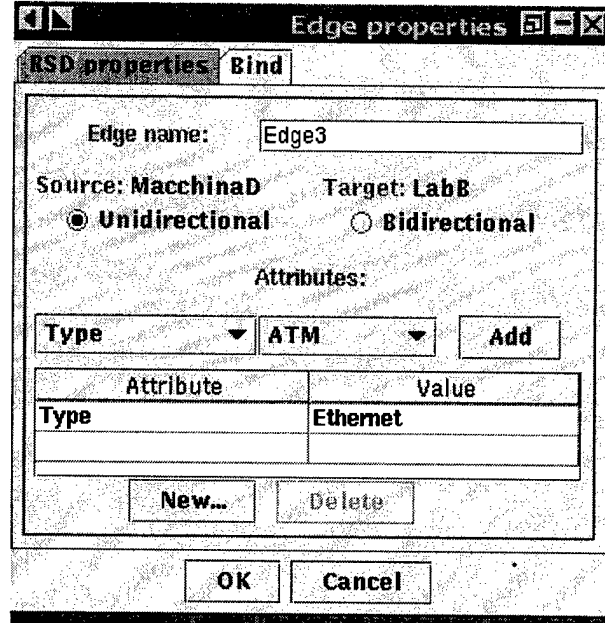 Edge properties
RSD properties Bind
Edge name: Edge3
Source: MacchinaD Target: LabB
Unidirectional Bidirectional
Attributes:
Type ATM Add
Attribute Value
Type Ethernet
New... Delete
OK Cancel